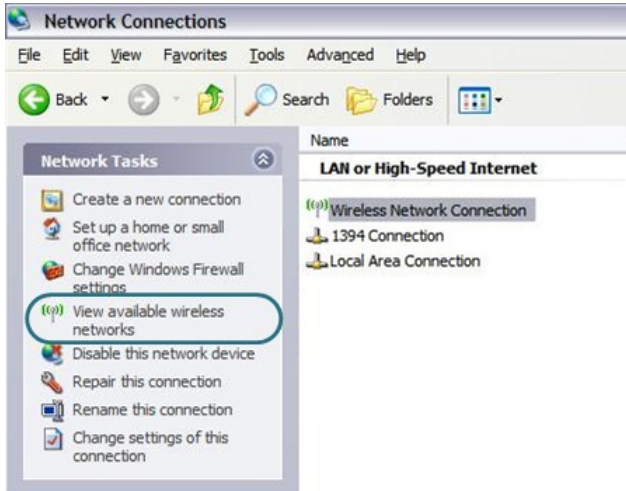 Network Connections
File Edit View Favorites Tools Advanced Help
Back Search Folders
Name
Network Tasks
LAN or High-Speed Internet
Create a new connection
Set up a home or small
office network
Change Windows Firewall
settings
View available wireless
networks
Disable this network device
Repair this connection
Rename this connection
Change settings of this
connection
Wireless Network Connection
1394 Connection
Local Area Connection